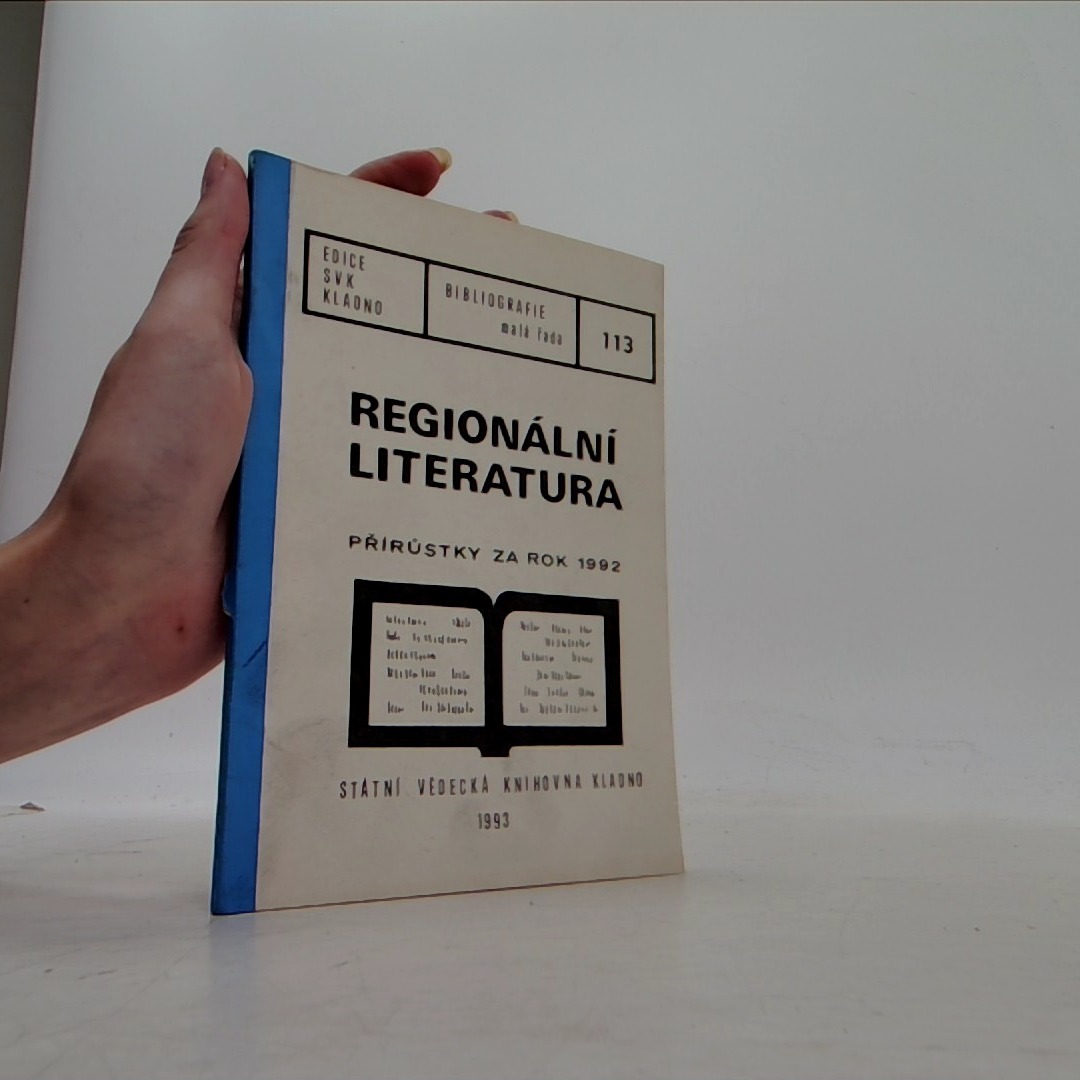 EDICE
SVK
KLADNO
BIBLIOGRAFIE
malá řada
113
REGIONÁLNÍ
LITERATURA
PŘÍRŮSTKY ZA ROK 1992
STÁTNÍ VĚDECKÁ KNIHOVNA KLADNO
1993